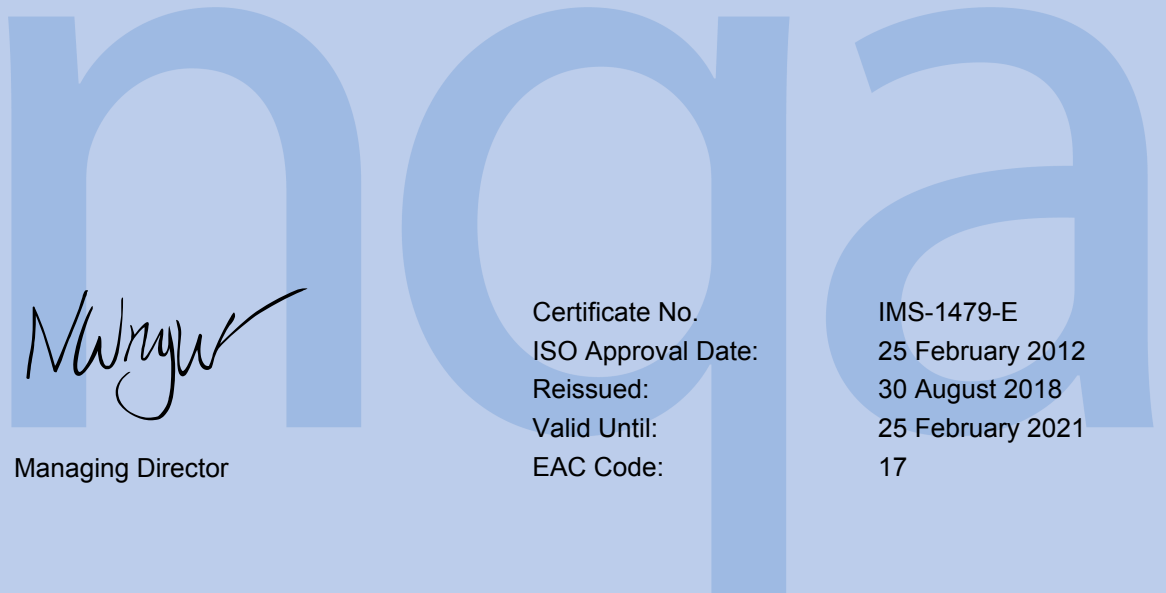 nqa
Certificate No. IMS-1479-E
ISO Approval Date: 25 February 2012
Reissued: 30 August 2018
Valid Until: 25 February 2021
Managing Director EAC Code: 17